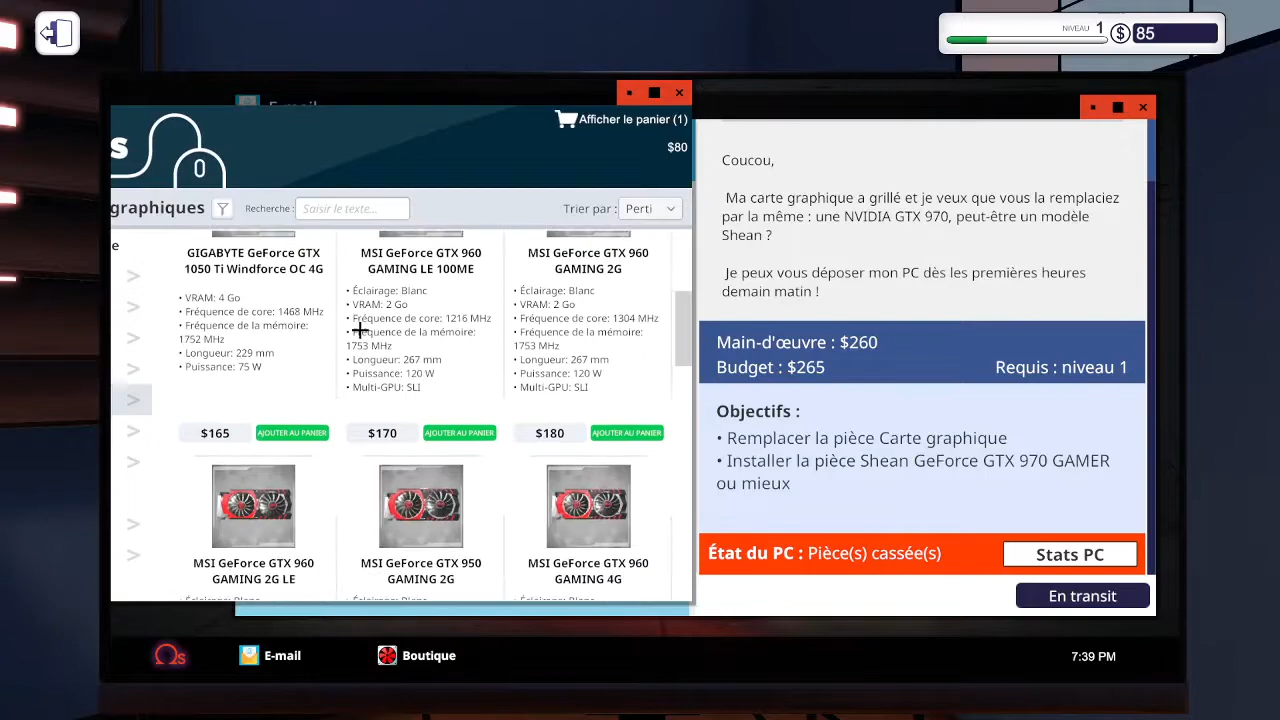 NIVEAU 1
$ 85
E-mail
s
Afficher le panier (1)
$80
graphiques
Recherche :
Saisir le texte...
Trier par :
Perti
e
GIGABYTE GeForce GTX
1050 Ti Windforce OC 4G
• VRAM: 4 Go
• Fréquence de core: 1468 MHz
• Fréquence de la mémoire:
1752 MHz
• Longueur: 229 mm
• Puissance: 75 W
$165
AJOUTER AU PANIER
MSI GeForce GTX 960
GAMING LE 100ME
• Éclairage: Blanc
• VRAM: 2 Go
• Fréquence de core: 1216 MHz
• Fréquence de la mémoire:
1753 MHz
• Longueur: 267 mm
• Puissance: 120 W
• Multi-GPU: SLI
$170
AJOUTER AU PANIER
MSI GeForce GTX 960
GAMING 2G
• Éclairage: Blanc
• VRAM: 2 Go
• Fréquence de core: 1304 MHz
• Fréquence de la mémoire:
1753 MHz
• Longueur: 267 mm
• Puissance: 120 W
• Multi-GPU: SLI
$180
AJOUTER AU PANIER
MSI GeForce GTX 960
GAMING 2G LE
MSI GeForce GTX 950
GAMING 2G
MSI GeForce GTX 960
GAMING 4G
Coucou,
Ma carte graphique a grillé et je veux que vous la remplaciez
par la même : une NVIDIA GTX 970, peut-être un modèle
Shean ?
Je peux vous déposer mon PC dès les premières heures
demain matin !
Main-d'œuvre : $260
Budget : $265
Requis : niveau 1
Objectifs :
• Remplacer la pièce Carte graphique
• Installer la pièce Shean GeForce GTX 970 GAMER
ou mieux
État du PC : Pièce(s) cassée(s)
Stats PC
En transit
Ωs
E-mail
Boutique
7:39 PM